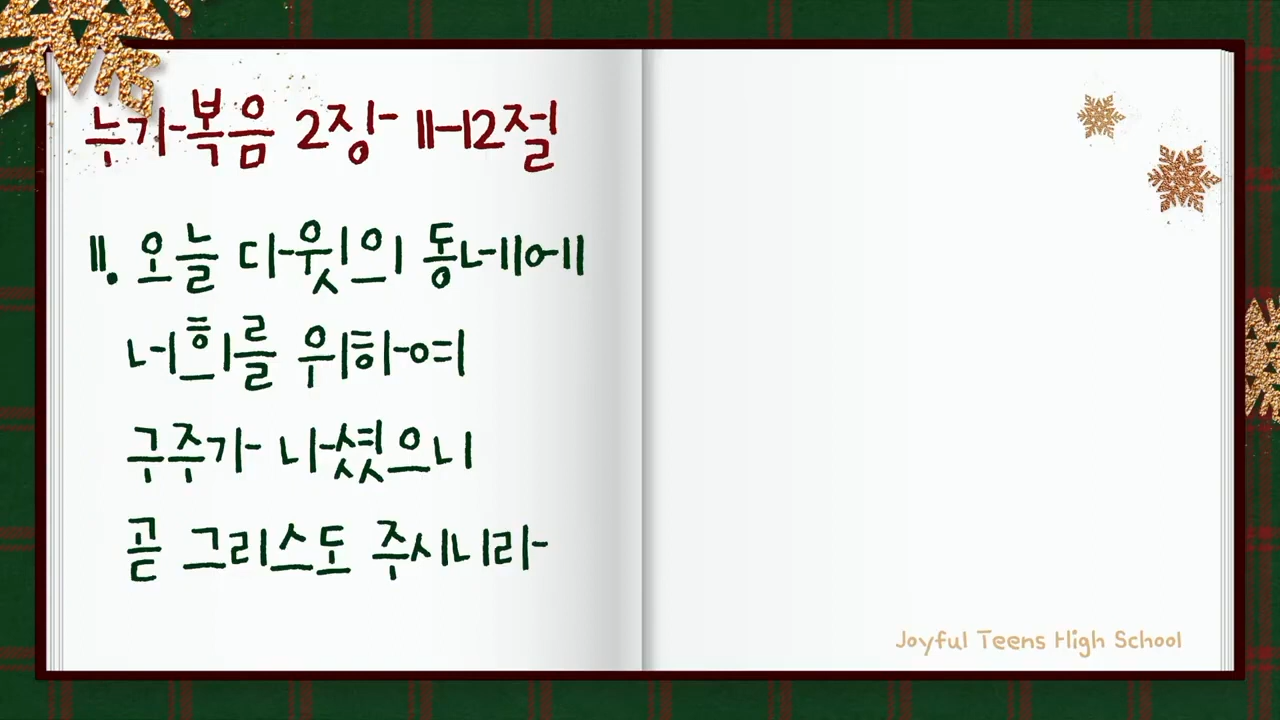 누가복음 2장 11-12절
11. 오늘 다윗의 동네에
너희를 위하여
구주가 나셨으니
곧 그리스도 주시니라
Joyful Teens High School